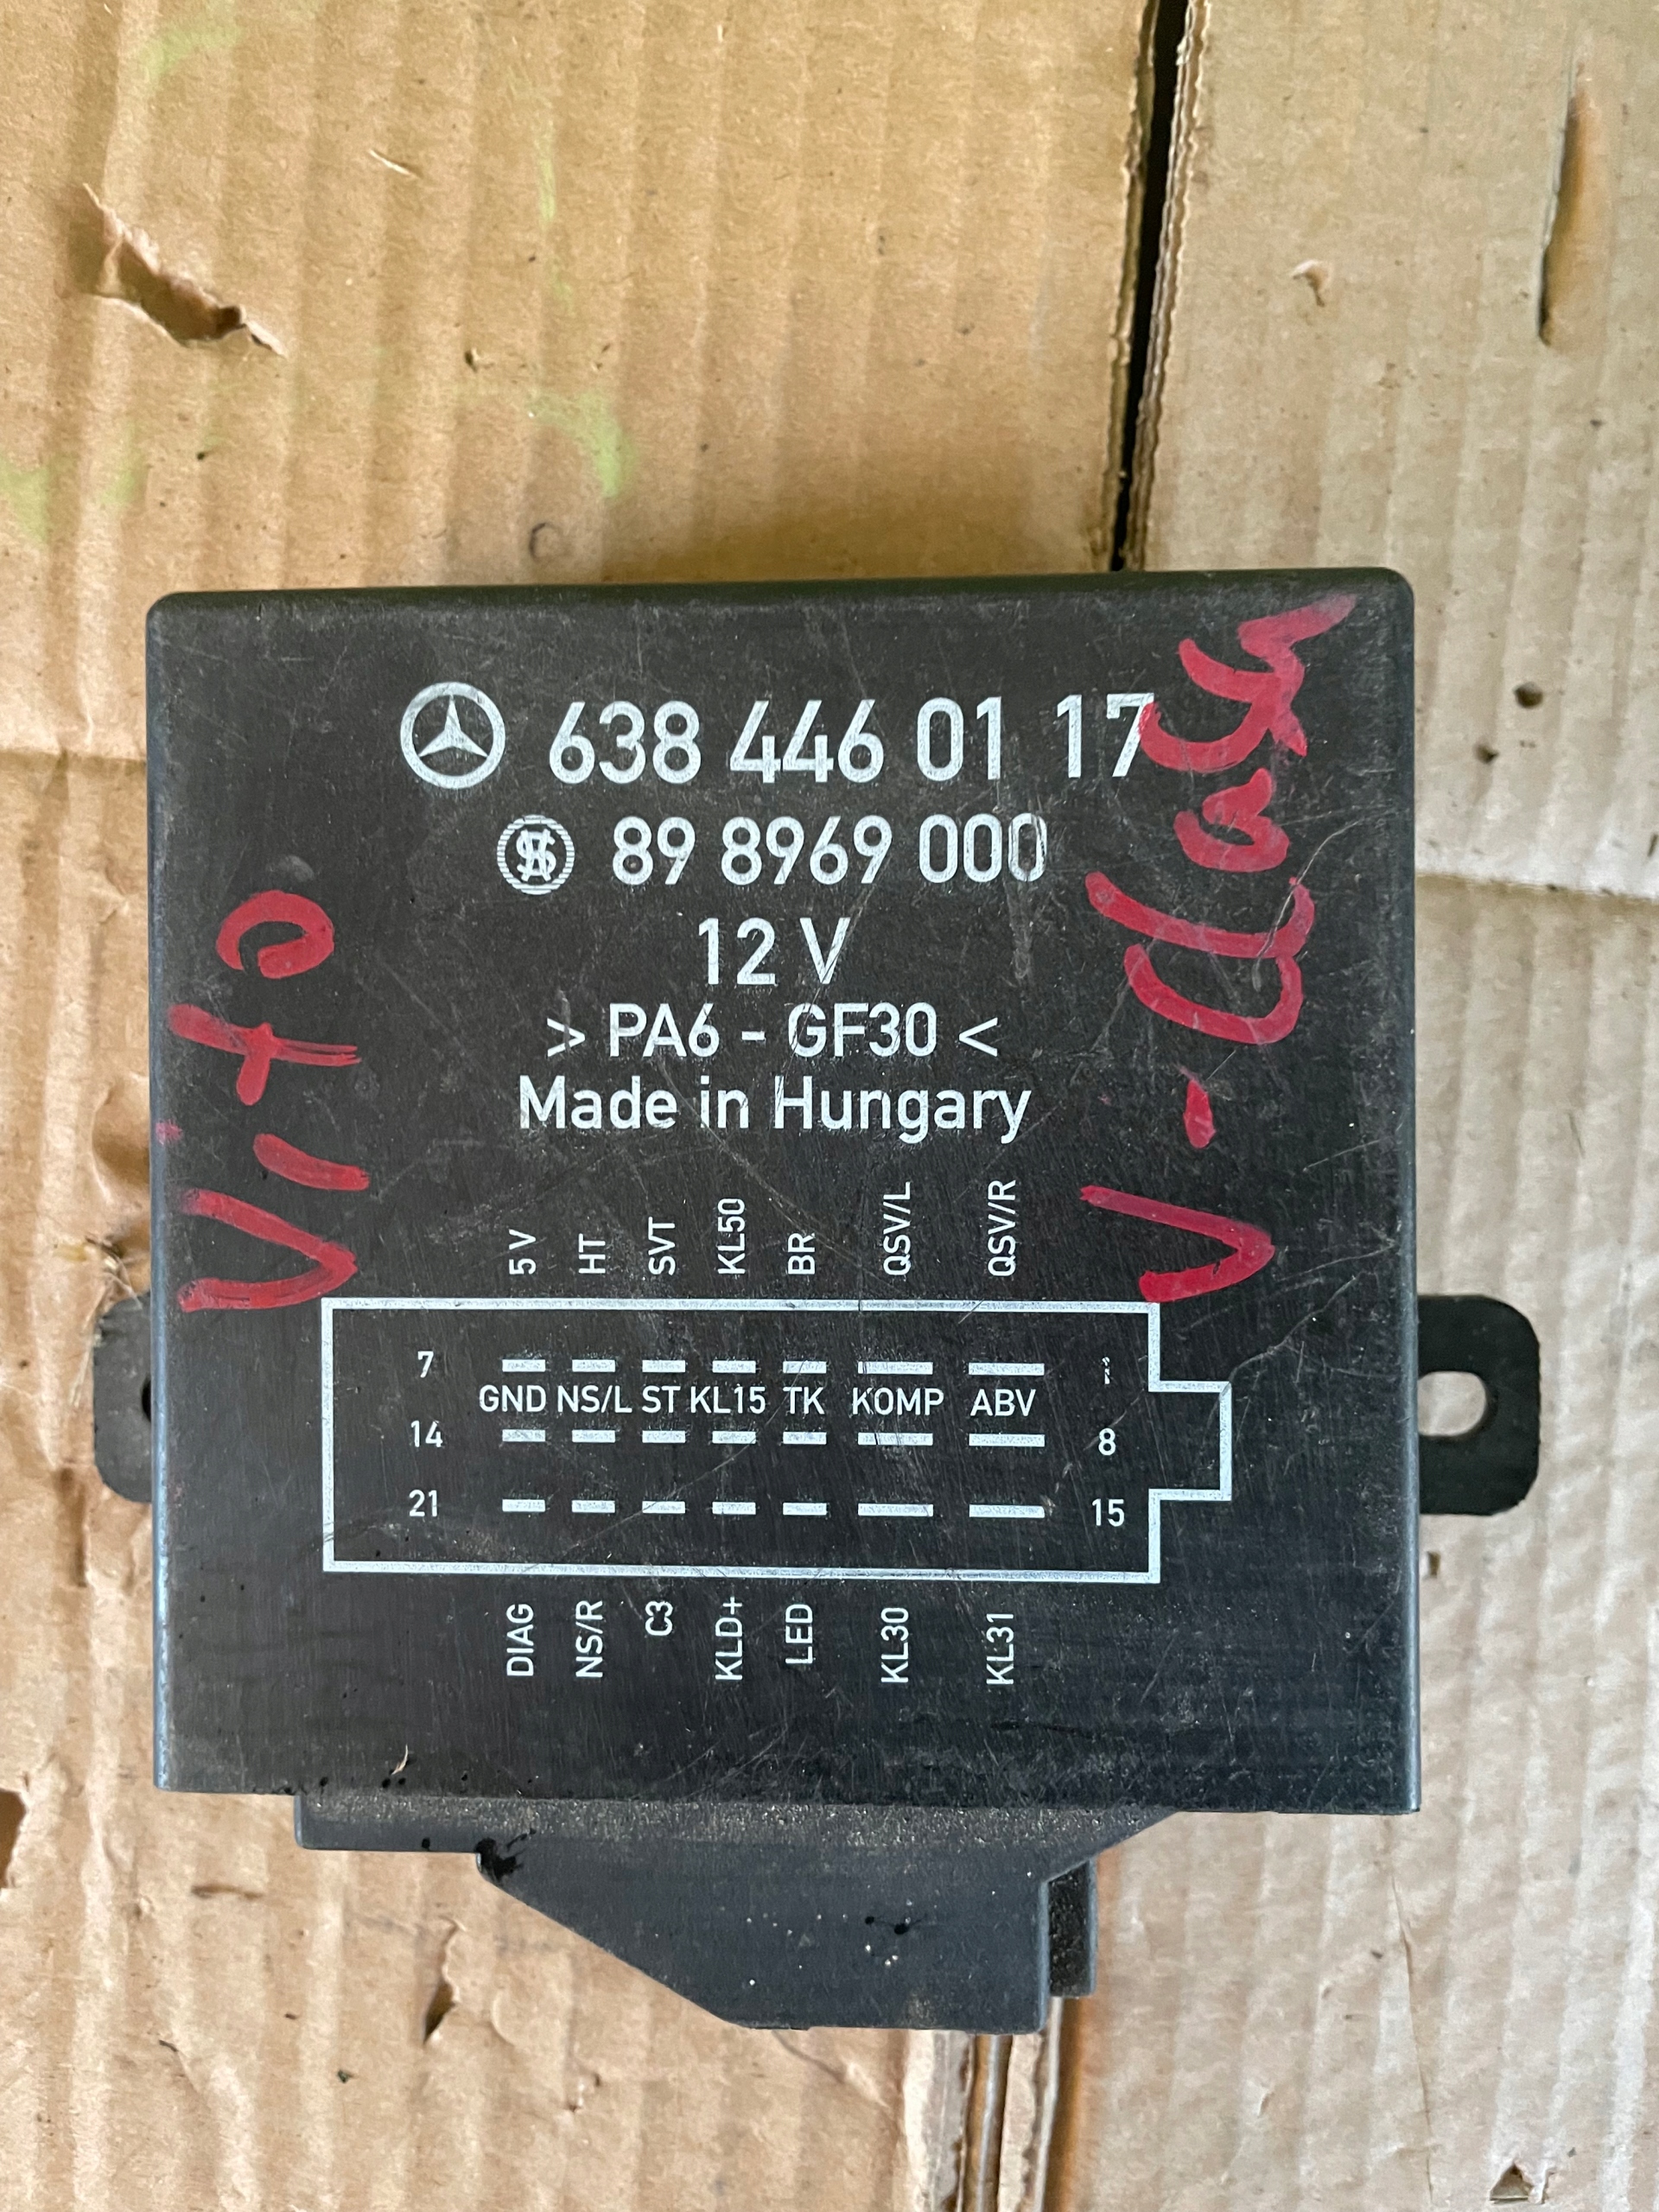 638 446 01 17
89 8969 000
12 V
> PA6 - GF30 <
Made in Hungary
Vito
V-Class
5V HT SVT KL50 BR QSV/L QSV/R
7 1
GND NS/L ST KL15 TK KOMP ABV
14 8
21 15
DIAG NS/R C3 KLD+ LED KL30 KL31